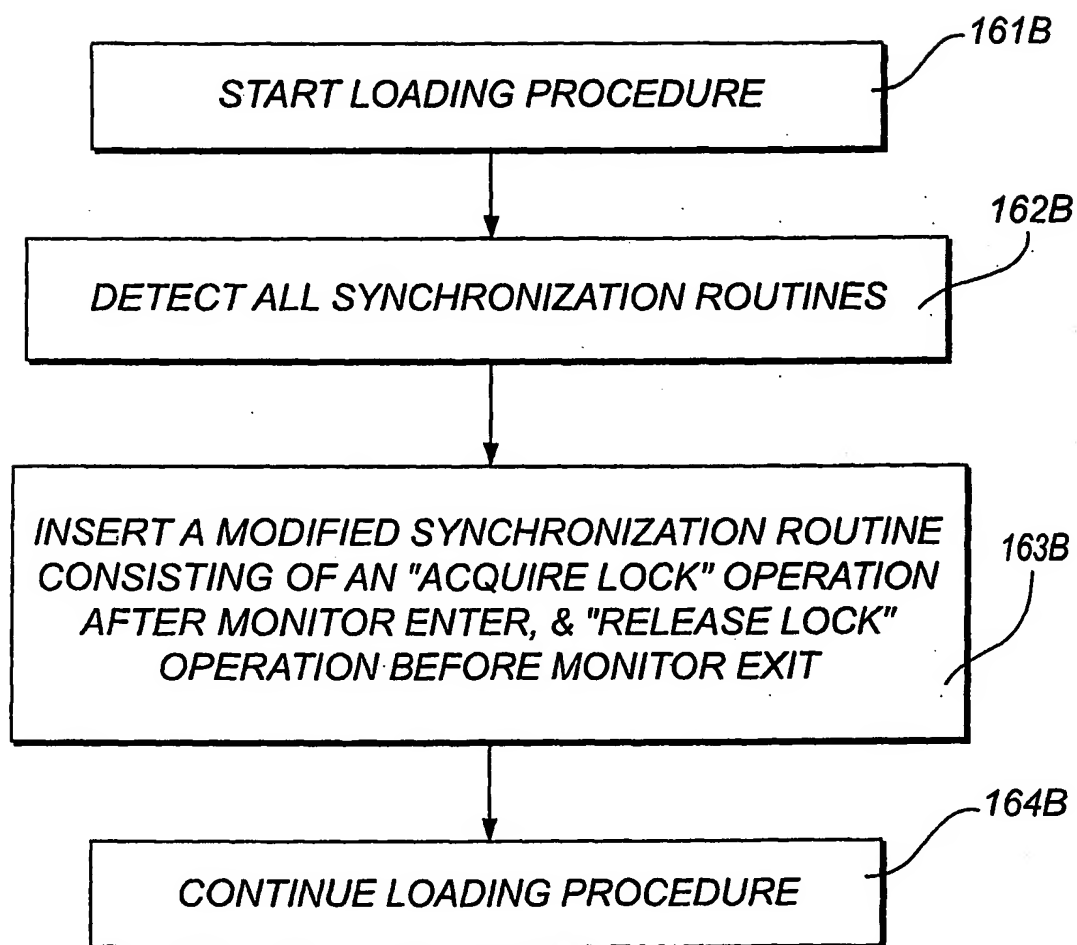 161B
START LOADING PROCEDURE
162B
DETECT ALL SYNCHRONIZATION ROUTINES
INSERT A MODIFIED SYNCHRONIZATION ROUTINE
CONSISTING OF AN "ACQUIRE LOCK" OPERATION
AFTER MONITOR ENTER, & "RELEASE LOCK"
OPERATION BEFORE MONITOR EXIT
163B
164B
CONTINUE LOADING PROCEDURE